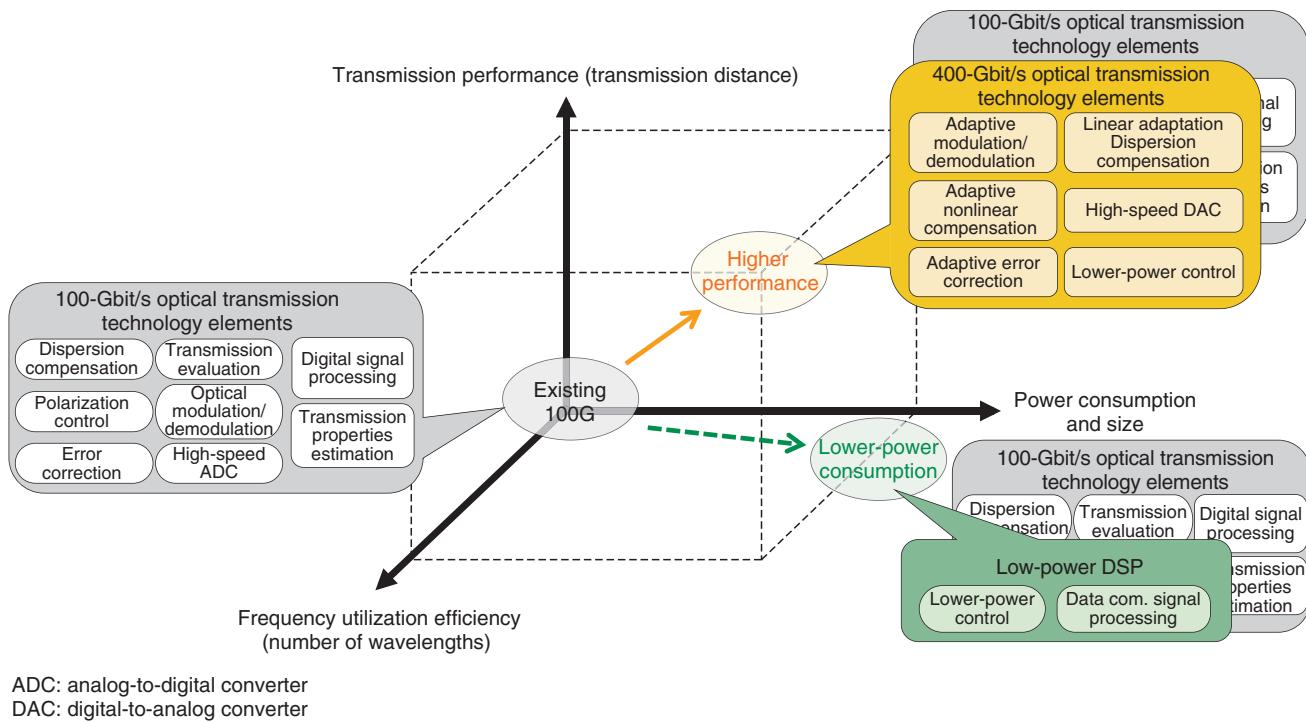 100-Gbit/s optical transmission
technology elements
400-Gbit/s optical transmission
technology elements
Adaptive
modulation/
demodulation
Linear adaptation
Dispersion
compensation
Adaptive
nonlinear
compensation
High-speed DAC
Adaptive error
correction
Lower-power control
Transmission performance (transmission distance)
Higher
performance
100-Gbit/s optical transmission
technology elements
Dispersion
compensation
Transmission
evaluation
Digital signal
processing
Polarization
control
Optical
modulation/
demodulation
Transmission
properties
estimation
Error
correction
High-speed
ADC
Existing
100G
Power consumption
and size
Lower-power
consumption
100-Gbit/s optical transmission
technology elements
Dispersion
Transmission
evaluation
Digital signal
processing
Low-power DSP
Lower-power
control
Data com. signal
processing
Frequency utilization efficiency
(number of wavelengths)
ADC: analog-to-digital converter
DAC: digital-to-analog converter